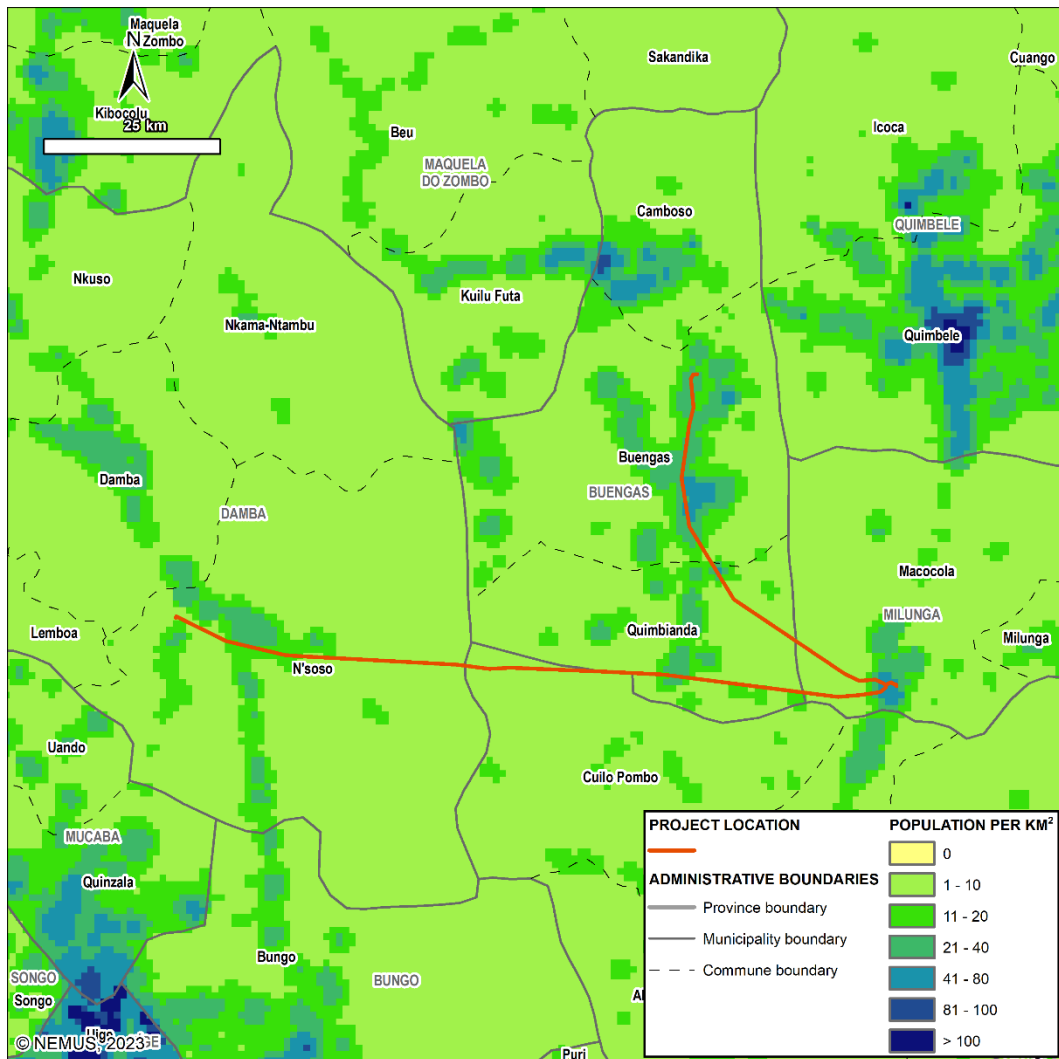 Maquela
Zombo
N
Sakandika
Cuango
Kibocolu
25 km
Beu
Icoca
MAQUELA
DO ZOMBO
Camboso
QUIMBELE
Nkuso
Kuilu Futa
Nkama-Ntambu
Quimbele
Buengas
Damba
BUENGAS
DAMBA
Macocola
MILUNGA
Lemboa
Quimbianda
Milunga
N'soso
Uando
Cuilo Pombo
MUCABA
Quinzala
Bungo
BUNGO
SONGO
Songo
Uige
© NEMUS, 2023
Puri
PROJECT LOCATION
ADMINISTRATIVE BOUNDARIES
Province boundary
Municipality boundary
Commune boundary
POPULATION PER KM²
0
1 - 10
11 - 20
21 - 40
41 - 80
81 - 100
> 100